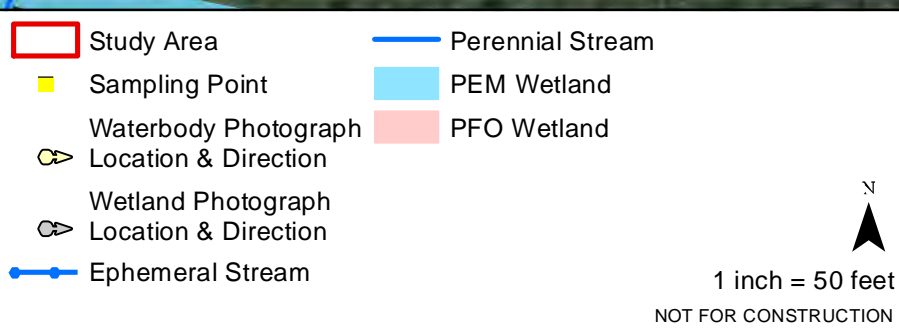 Study Area
Sampling Point
Waterbody Photograph
Location & Direction
Wetland Photograph
Location & Direction
Ephemeral Stream
Perennial Stream
PEM Wetland
PFO Wetland
N
1 inch = 50 feet
NOT FOR CONSTRUCTION